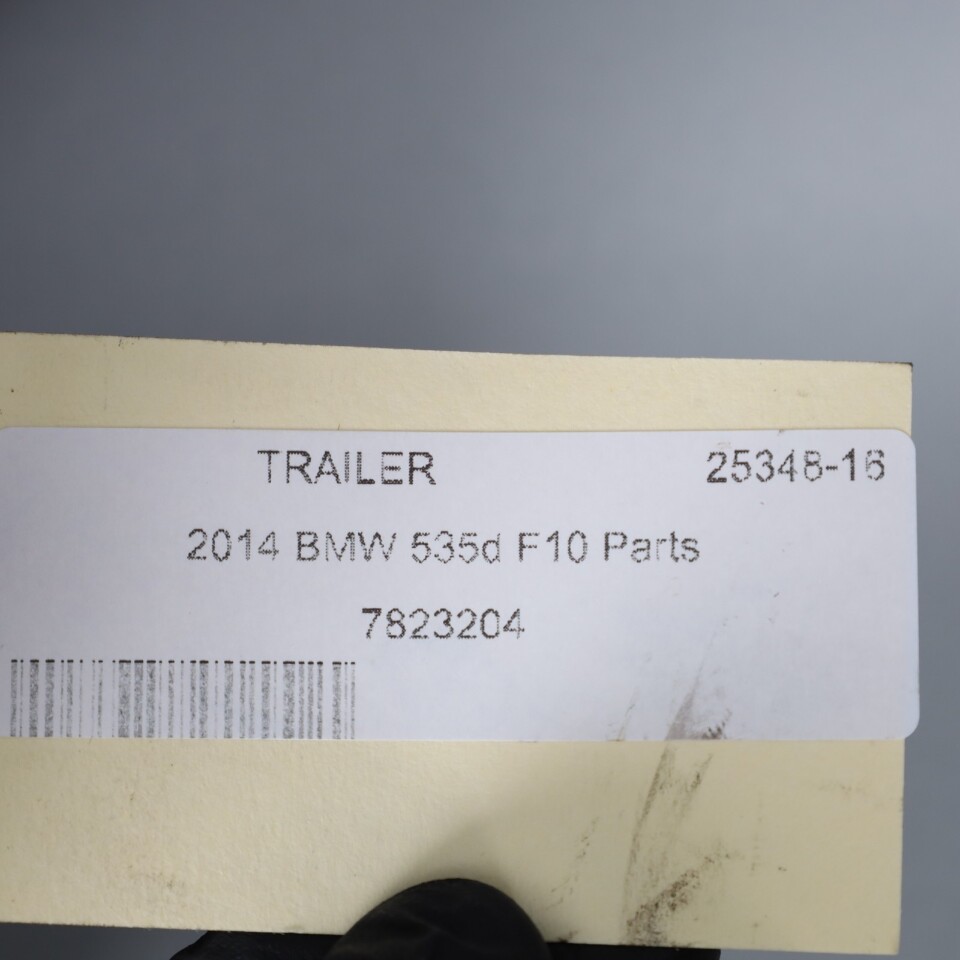 TRAILER 25348-16
2014 BMW 535d F10 Parts
7823204